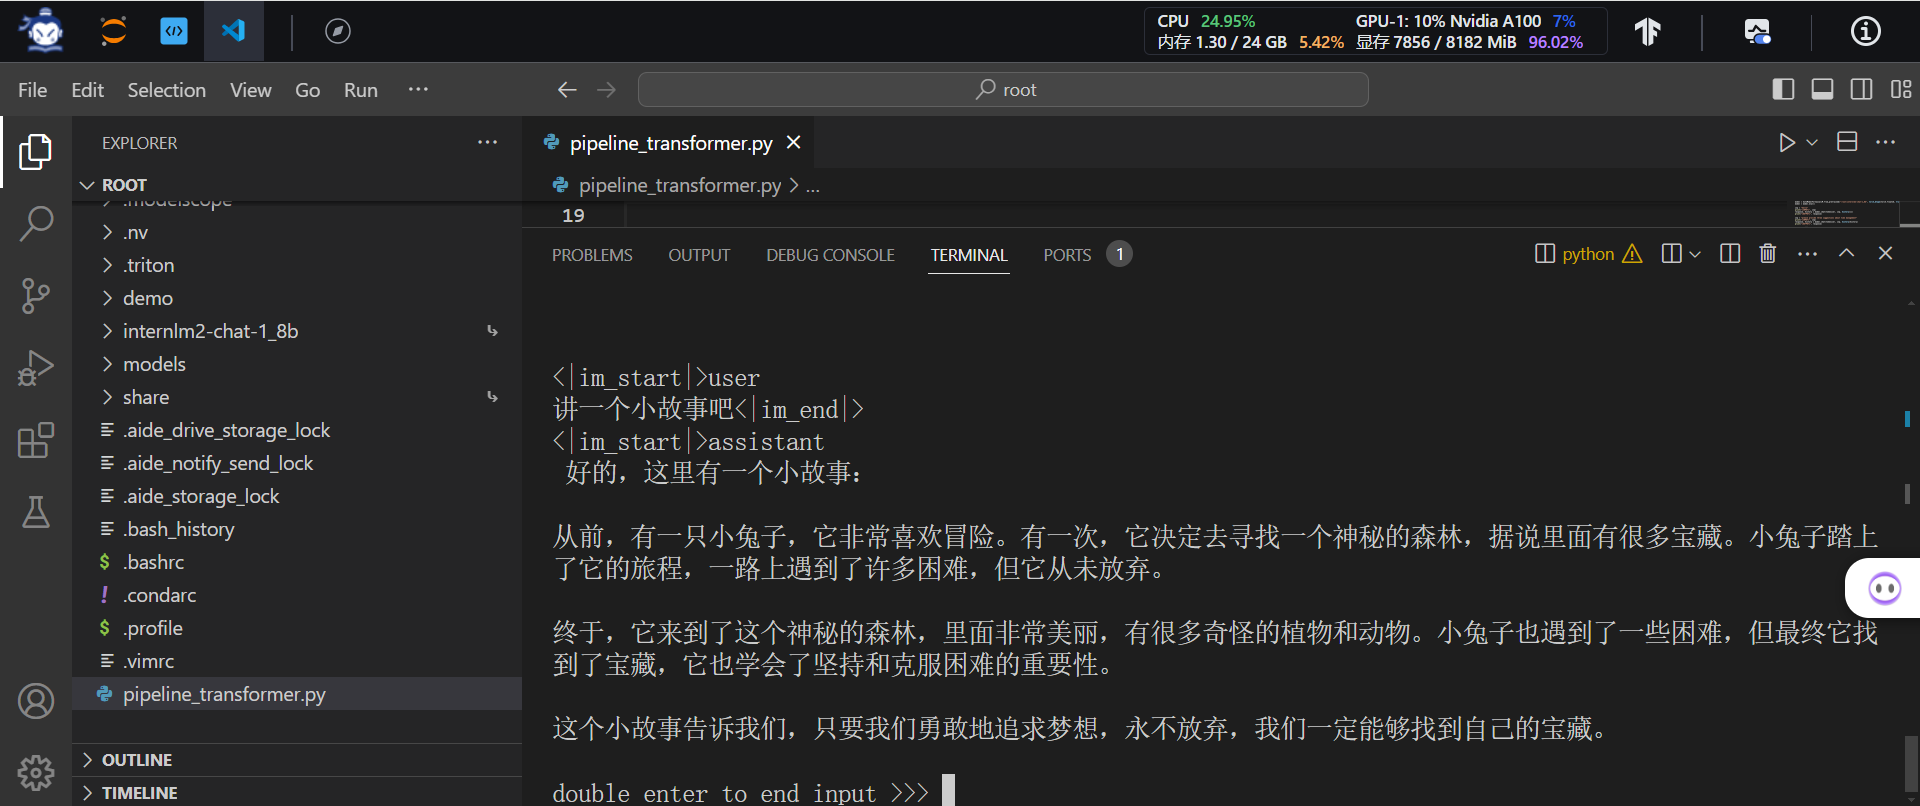 CPU 24.95% GPU-1: 10% Nvidia A100 7%
内存 1.30 / 24 GB 5.42% 显存 7856 / 8182 MiB 96.02%
File Edit Selection View Go Run ···
root
EXPLORER
pipeline_transformer.py
ROOT
pipeline_transformer.py > ...
.modelscope
19
.nv
.triton
demo
internlm2-chat-1_8b
models
share
.aide_drive_storage_lock
.aide_notify_send_lock
.aide_storage_lock
.bash_history
.bashrc
.condarc
.profile
.vimrc
pipeline_transformer.py
OUTLINE
TIMELINE
PROBLEMS OUTPUT DEBUG CONSOLE TERMINAL PORTS 1
python
<|im_start|>user
讲一个小故事吧<|im_end|>
<|im_start|>assistant
好的，这里有一个小故事：
从前，有一只小兔子，它非常喜欢冒险。有一次，它决定去寻找一个神秘的森林，据说里面有很多宝藏。小兔子踏上
了它的旅程，一路上遇到了许多困难，但它从未放弃。
终于，它来到了这个神秘的森林，里面非常美丽，有很多奇怪的植物和动物。小兔子也遇到了一些困难，但最终它找
到了宝藏，它也学会了坚持和克服困难的重要性。
这个小故事告诉我们，只要我们勇敢地追求梦想，永不放弃，我们一定能够找到自己的宝藏。
double enter to end input >>>